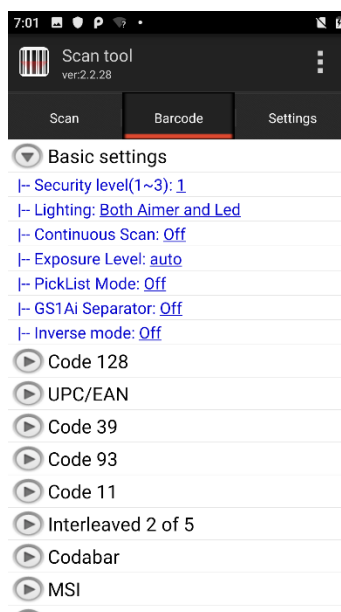 7:01
Scan tool
ver:2.2.28
Scan Barcode Settings
Basic settings
|-- Security level(1~3): 1
|-- Lighting: Both Aimer and Led
|-- Continuous Scan: Off
|-- Exposure Level: auto
|-- PickList Mode: Off
|-- GS1Ai Separator: Off
|-- Inverse mode: Off
Code 128
UPC/EAN
Code 39
Code 93
Code 11
Interleaved 2 of 5
Codabar
MSI